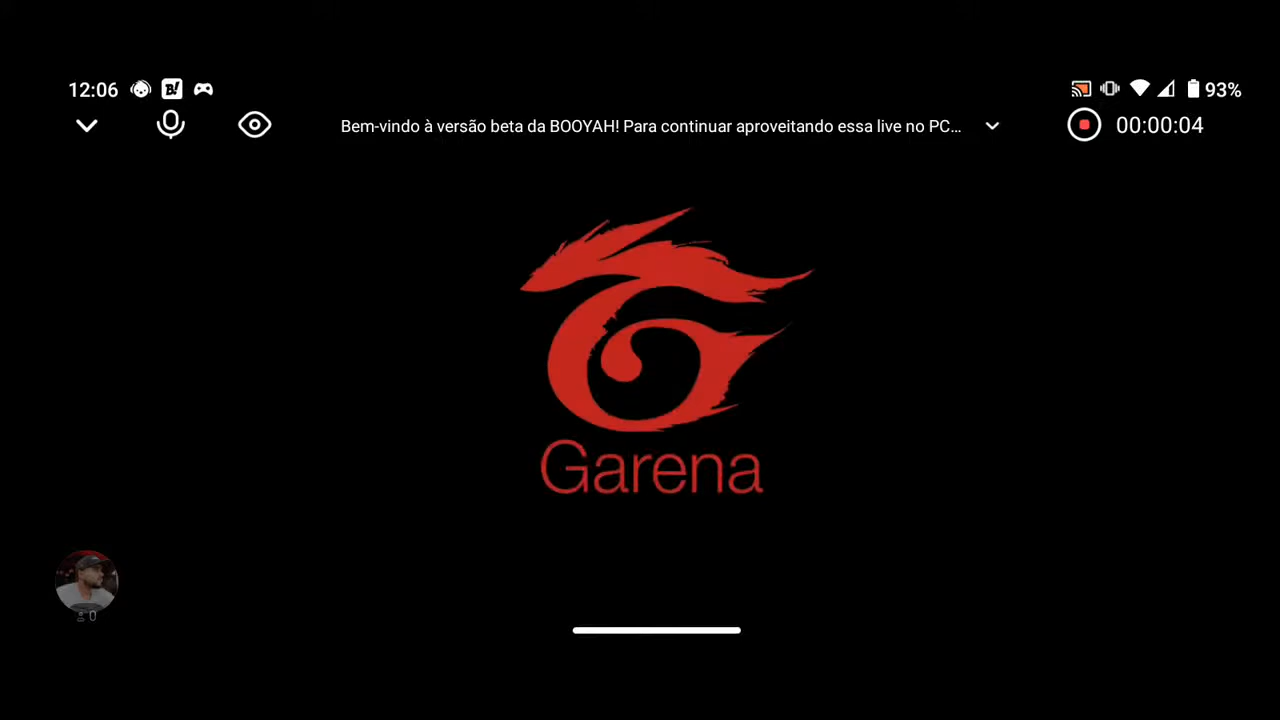 12:06
B!
93%
Bem-vindo à versão beta da BOOYAH! Para continuar aproveitando essa live no PC...
00:00:04
Garena
0